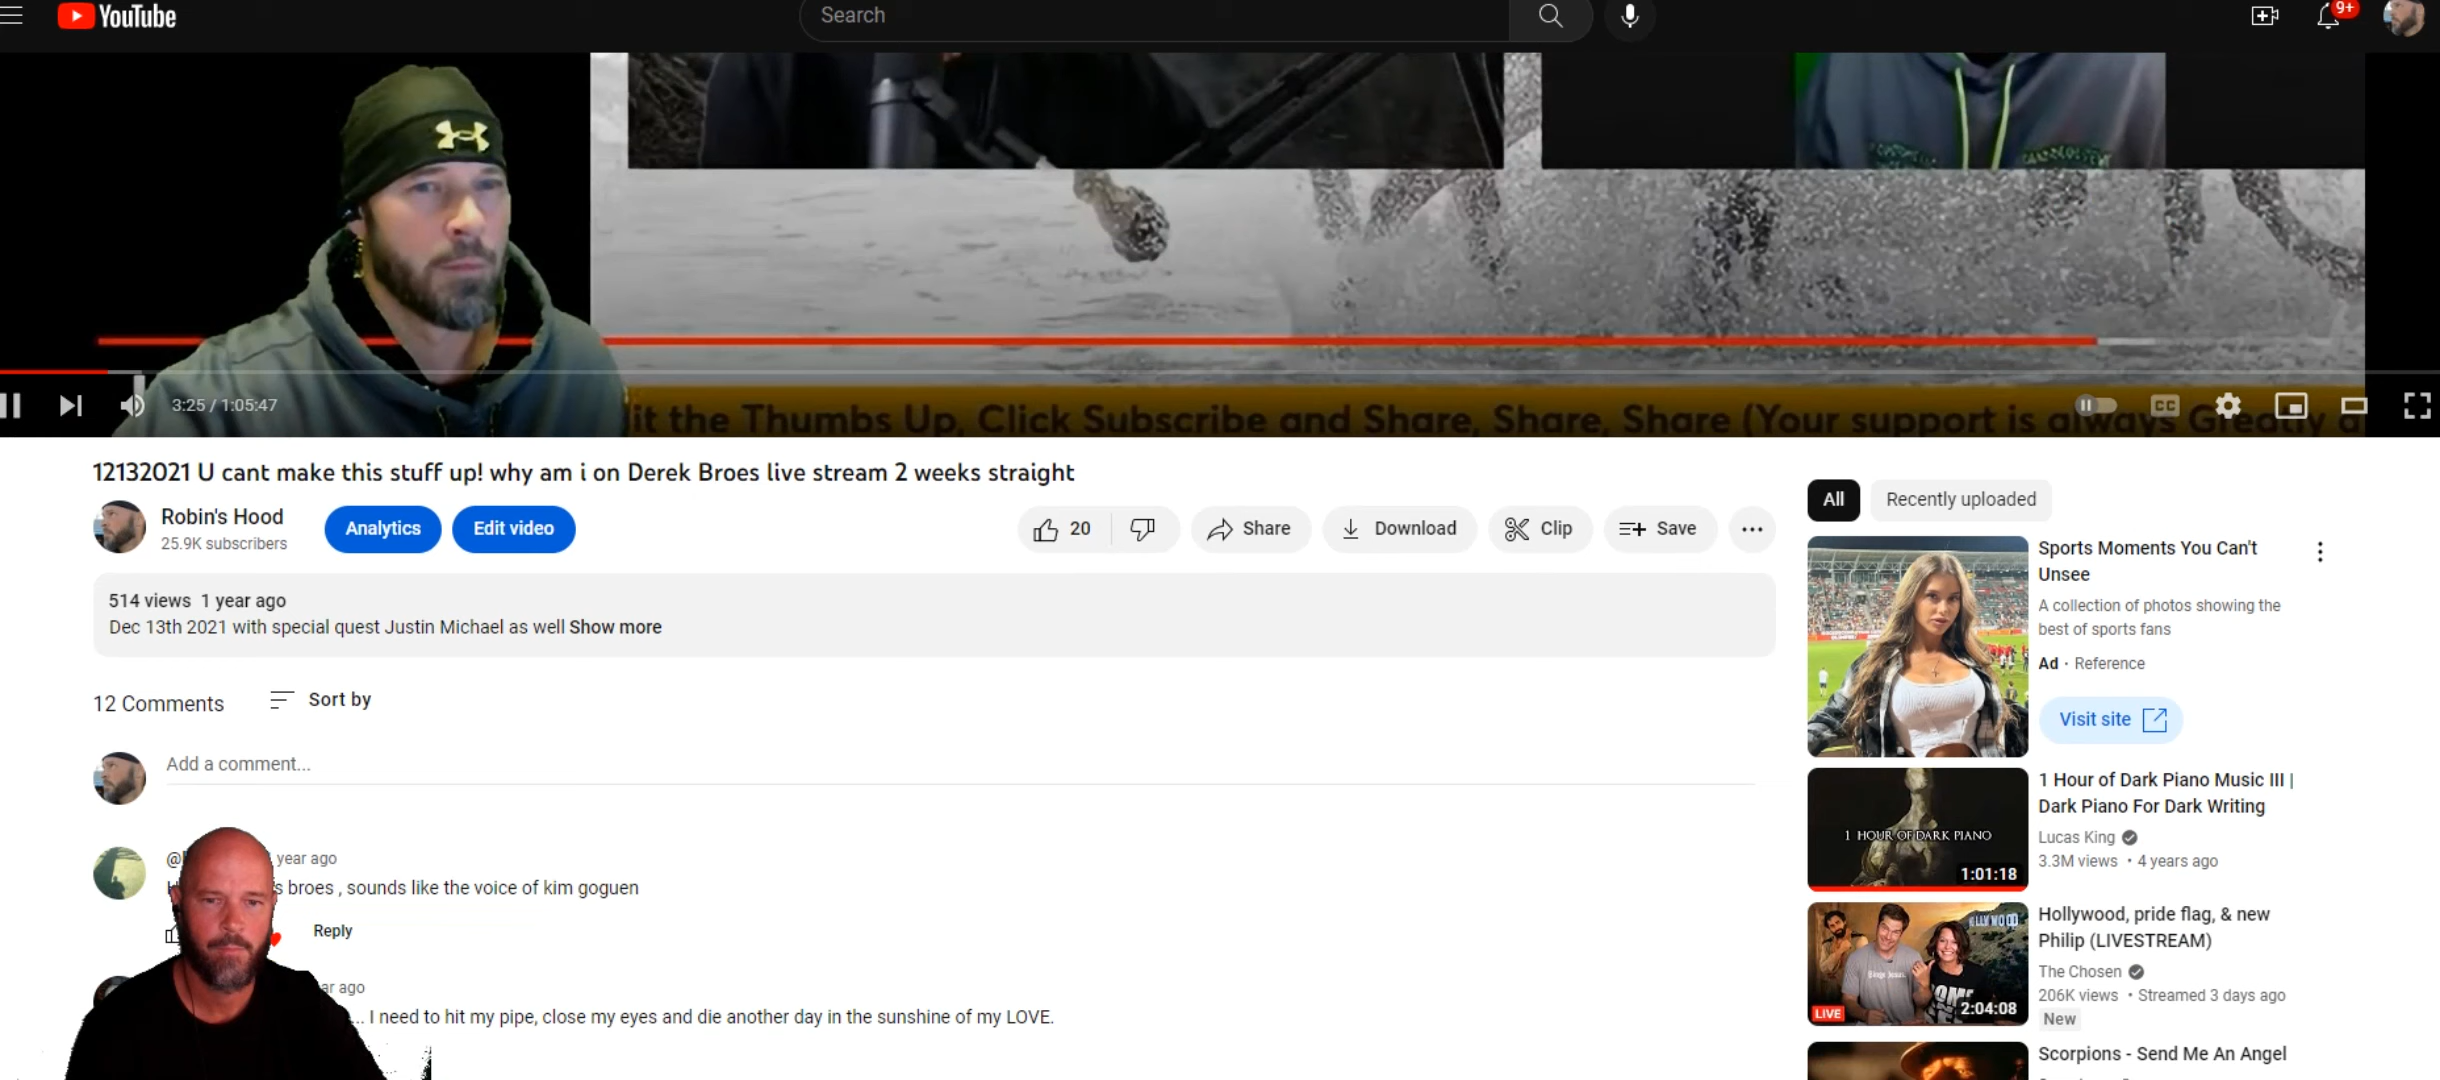 YouTube
Search
9+
3:25 / 1:05:47
CC
it the Thumbs Up, Click Subscribe and Share, Share, Share (Your support is always Greatly a
12132021 U cant make this stuff up! why am i on Derek Broes live stream 2 weeks straight
Robin's Hood
25.9K subscribers
Analytics
Edit video
20
Share
Download
Clip
Save
514 views 1 year ago
Dec 13th 2021 with special quest Justin Michael as well Show more
12 Comments
Sort by
Add a comment...
year ago
s broes , sounds like the voice of kim goguen
Reply
ar ago
... I need to hit my pipe, close my eyes and die another day in the sunshine of my LOVE.
All
Recently uploaded
Sports Moments You Can't
Unsee
A collection of photos showing the
best of sports fans
Ad · Reference
Visit site
1 HOUR OF DARK PIANO
1:01:18
1 Hour of Dark Piano Music III |
Dark Piano For Dark Writing
Lucas King
3.3M views • 4 years ago
Binge Jesus.
LIVE
2:04:08
Hollywood, pride flag, & new
Philip (LIVESTREAM)
The Chosen
206K views • Streamed 3 days ago
New
Scorpions - Send Me An Angel